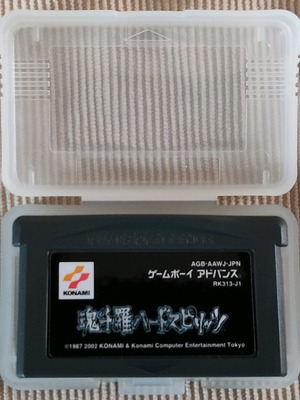 AGB-AAWJ-JPN
ゲームボーイ アドバンス
RK313-J1
KONAMI
魂斗羅ハードスピリッツ
©1987 2002 KONAMI & Konami Computer Entertainment Tokyo